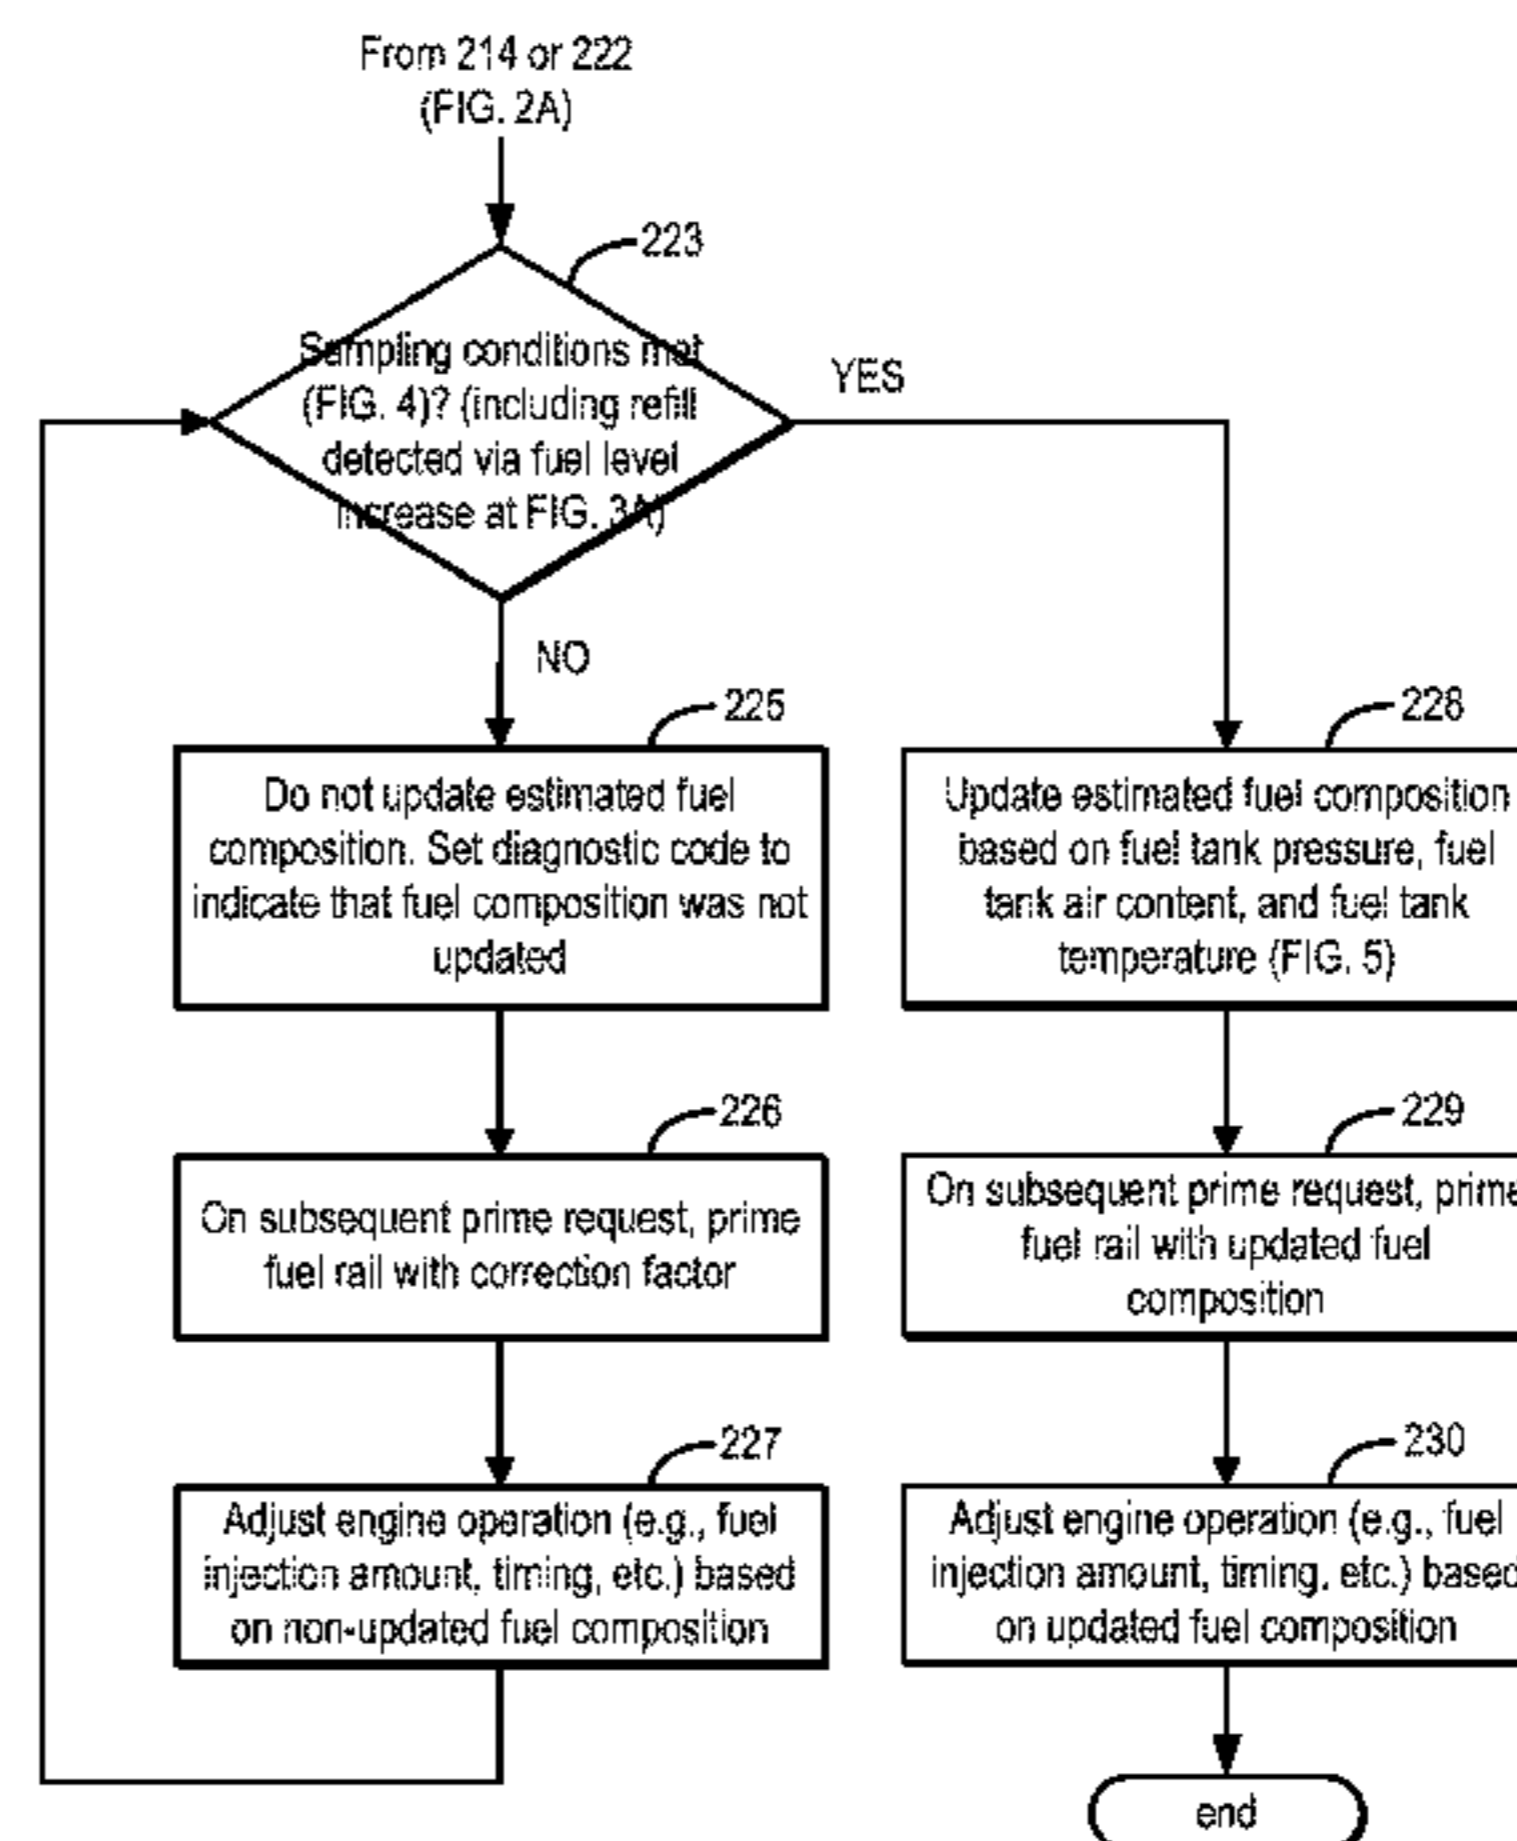 From 214 or 222
(FIG. 2A)
223
Sampling conditions met
(FIG. 4)? (including refill
detected via fuel level
increase at FIG. 3A)
YES
NO
225
Do not update estimated fuel
composition. Set diagnostic code to
indicate that fuel composition was not
updated
226
On subsequent prime request, prime
fuel rail with correction factor
227
Adjust engine operation (e.g., fuel
injection amount, timing, etc.) based
on non-updated fuel composition
228
Update estimated fuel composition
based on fuel tank pressure, fuel
tank air content, and fuel tank
temperature (FIG. 5)
229
On subsequent prime request, prime
fuel rail with updated fuel
composition
230
Adjust engine operation (e.g., fuel
injection amount, timing, etc.) based
on updated fuel composition
end